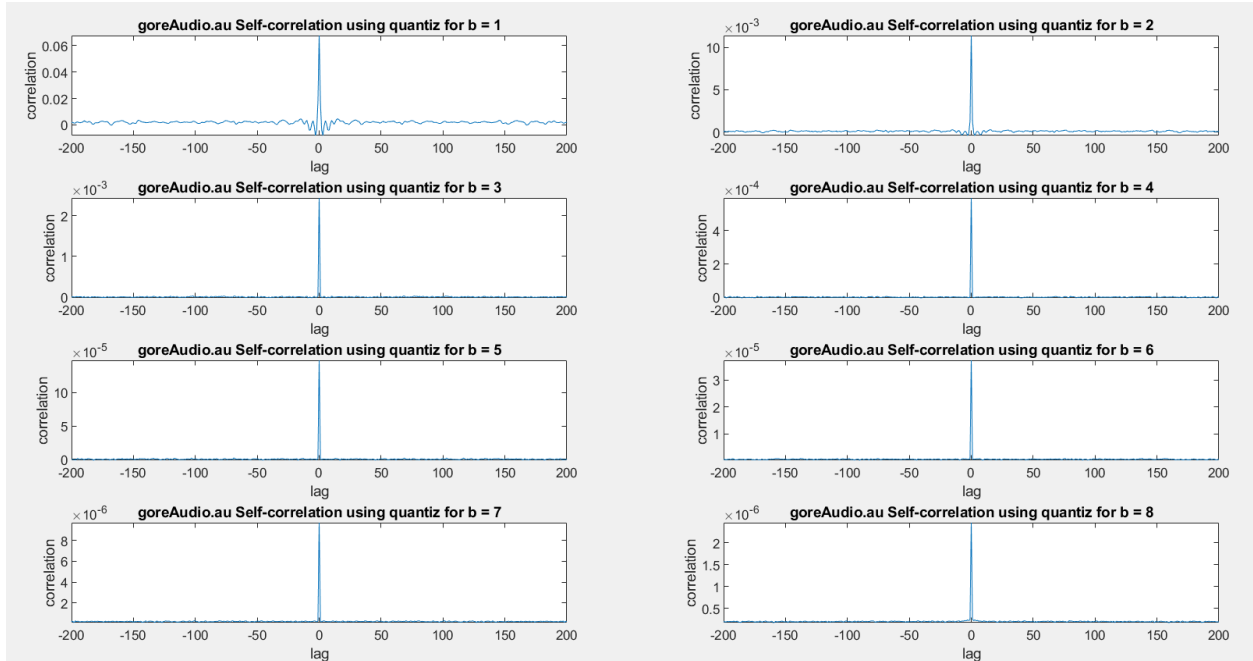 goreAudio.au Self-correlation using quantiz for b = 1
correlation
0.06
0.04
0.02
0
-200 -150 -100 -50 0 50 100 150 200
lag
goreAudio.au Self-correlation using quantiz for b = 2
×10-3
correlation
10
5
0
-200 -150 -100 -50 0 50 100 150 200
lag
goreAudio.au Self-correlation using quantiz for b = 3
×10-3
correlation
2
1
0
-200 -150 -100 -50 0 50 100 150 200
lag
goreAudio.au Self-correlation using quantiz for b = 4
×10-4
correlation
4
2
0
-200 -150 -100 -50 0 50 100 150 200
lag
goreAudio.au Self-correlation using quantiz for b = 5
×10-5
correlation
10
5
0
-200 -150 -100 -50 0 50 100 150 200
lag
goreAudio.au Self-correlation using quantiz for b = 6
×10-5
correlation
3
2
1
-200 -150 -100 -50 0 50 100 150 200
lag
goreAudio.au Self-correlation using quantiz for b = 7
×10-6
correlation
8
6
4
2
-200 -150 -100 -50 0 50 100 150 200
lag
goreAudio.au Self-correlation using quantiz for b = 8
×10-6
correlation
2
1.5
1
0.5
-200 -150 -100 -50 0 50 100 150 200
lag